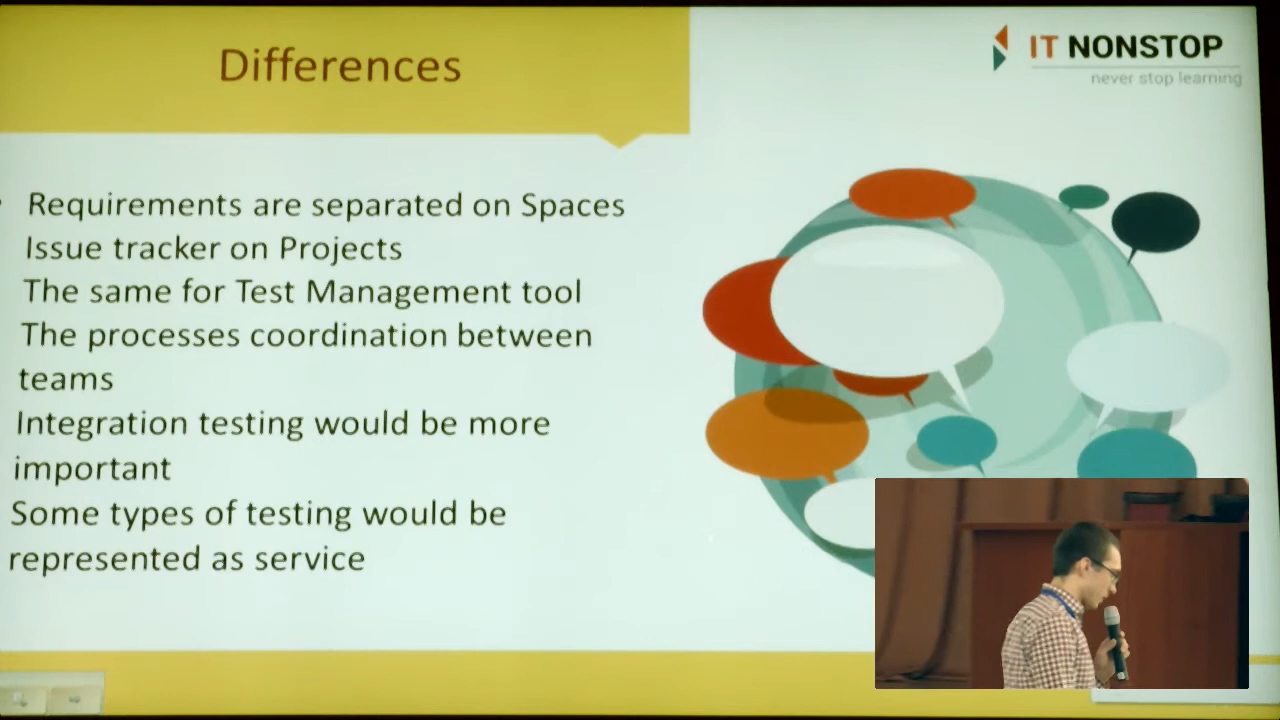 Differences
IT NONSTOP
never stop learning
Requirements are separated on Spaces
Issue tracker on Projects
The same for Test Management tool
The processes coordination between
teams
Integration testing would be more
important
Some types of testing would be
represented as service